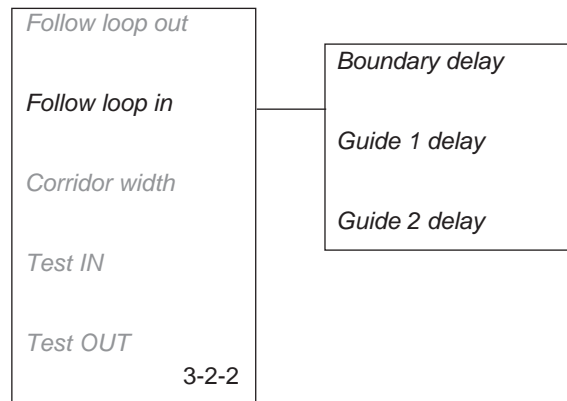 Follow loop out
Follow loop in
Corridor width
Test IN
Test OUT
3-2-2
Boundary delay
Guide 1 delay
Guide 2 delay